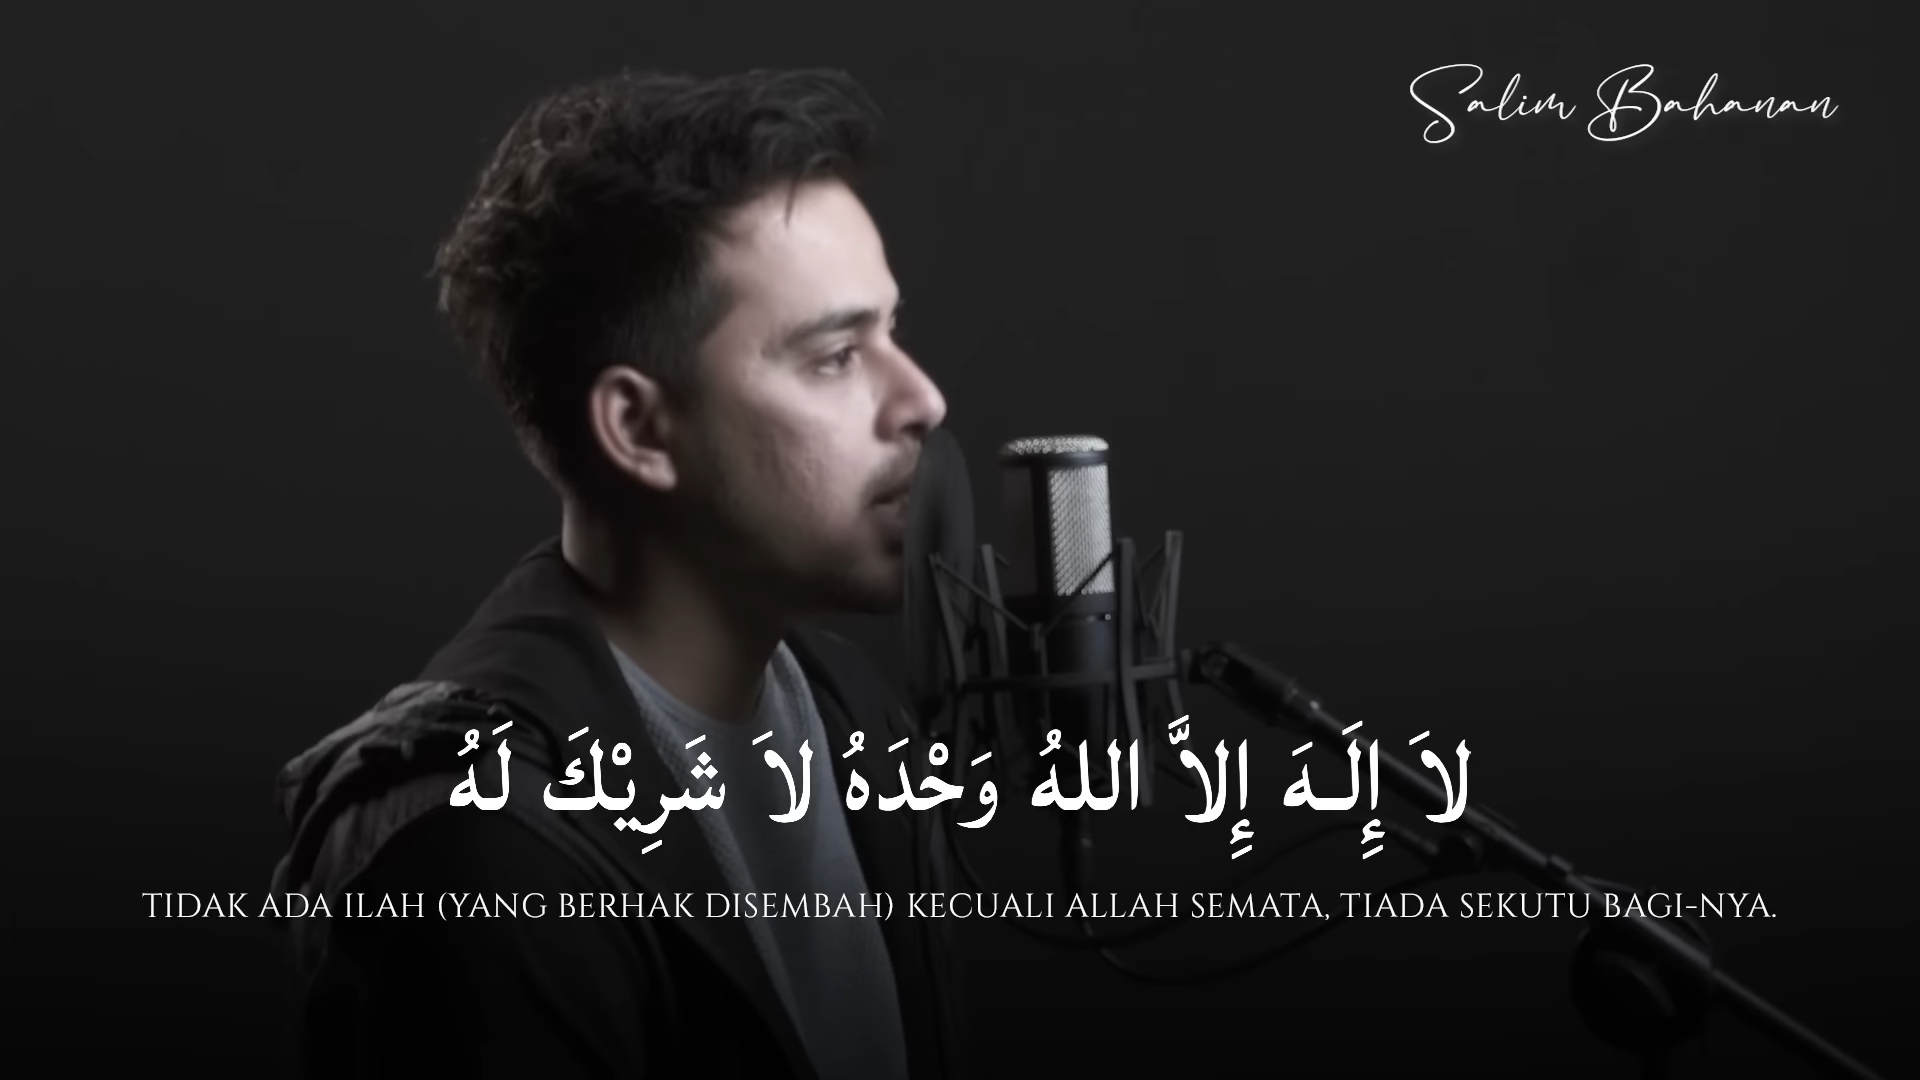 Salim Bahanan
لاَ إِلَـهَ إِلاَّ اللهُ وَحْدَهُ لاَ شَرِيْكَ لَهُ
TIDAK ADA ILAH (YANG BERHAK DISEMBAH) KECUALI ALLAH SEMATA, TIADA SEKUTU BAGI-NYA.